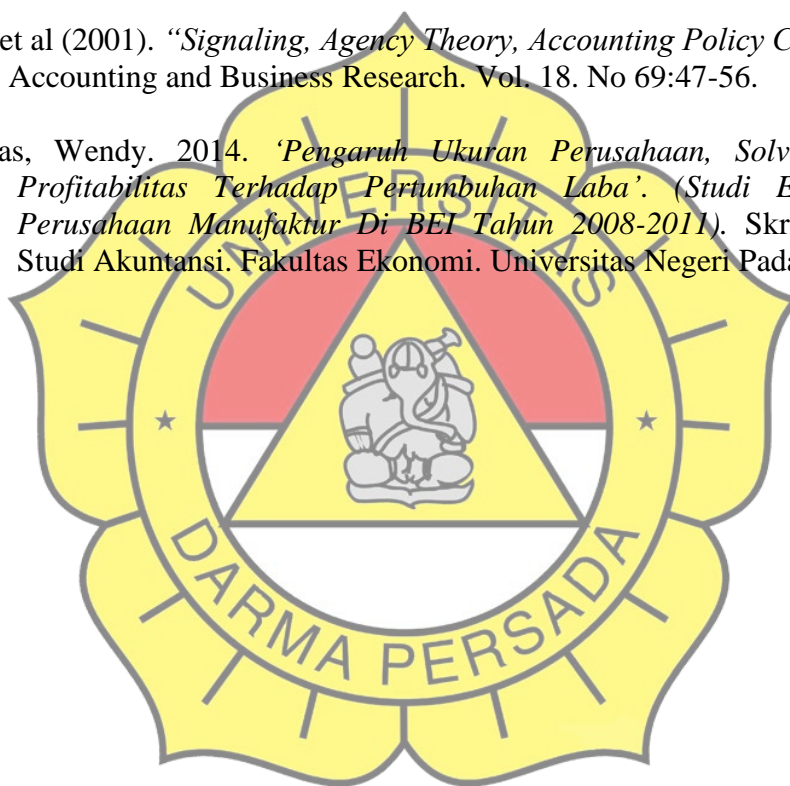 et al (2001). “Signaling, Agency Theory, Accounting Policy C
Accounting and Business Research. Vol. 18. No 69:47-56.
as, Wendy. 2014. ‘Pengaruh Ukuran Perusahaan, Solv
Profitabilitas Terhadap Pertumbuhan Laba’. (Studi E
Perusahaan Manufaktur Di BEI Tahun 2008-2011). Skr
Studi Akuntansi. Fakultas Ekonomi. Universitas Negeri Pada
UNIVERSITAS
DARMA PERSADA